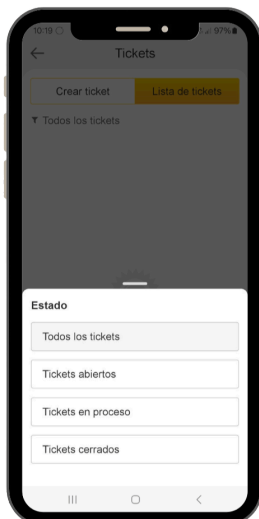 10:19
97%
Tickets
Crear ticket
Lista de tickets
Todos los tickets
Estado
Todos los tickets
Tickets abiertos
Tickets en proceso
Tickets cerrados